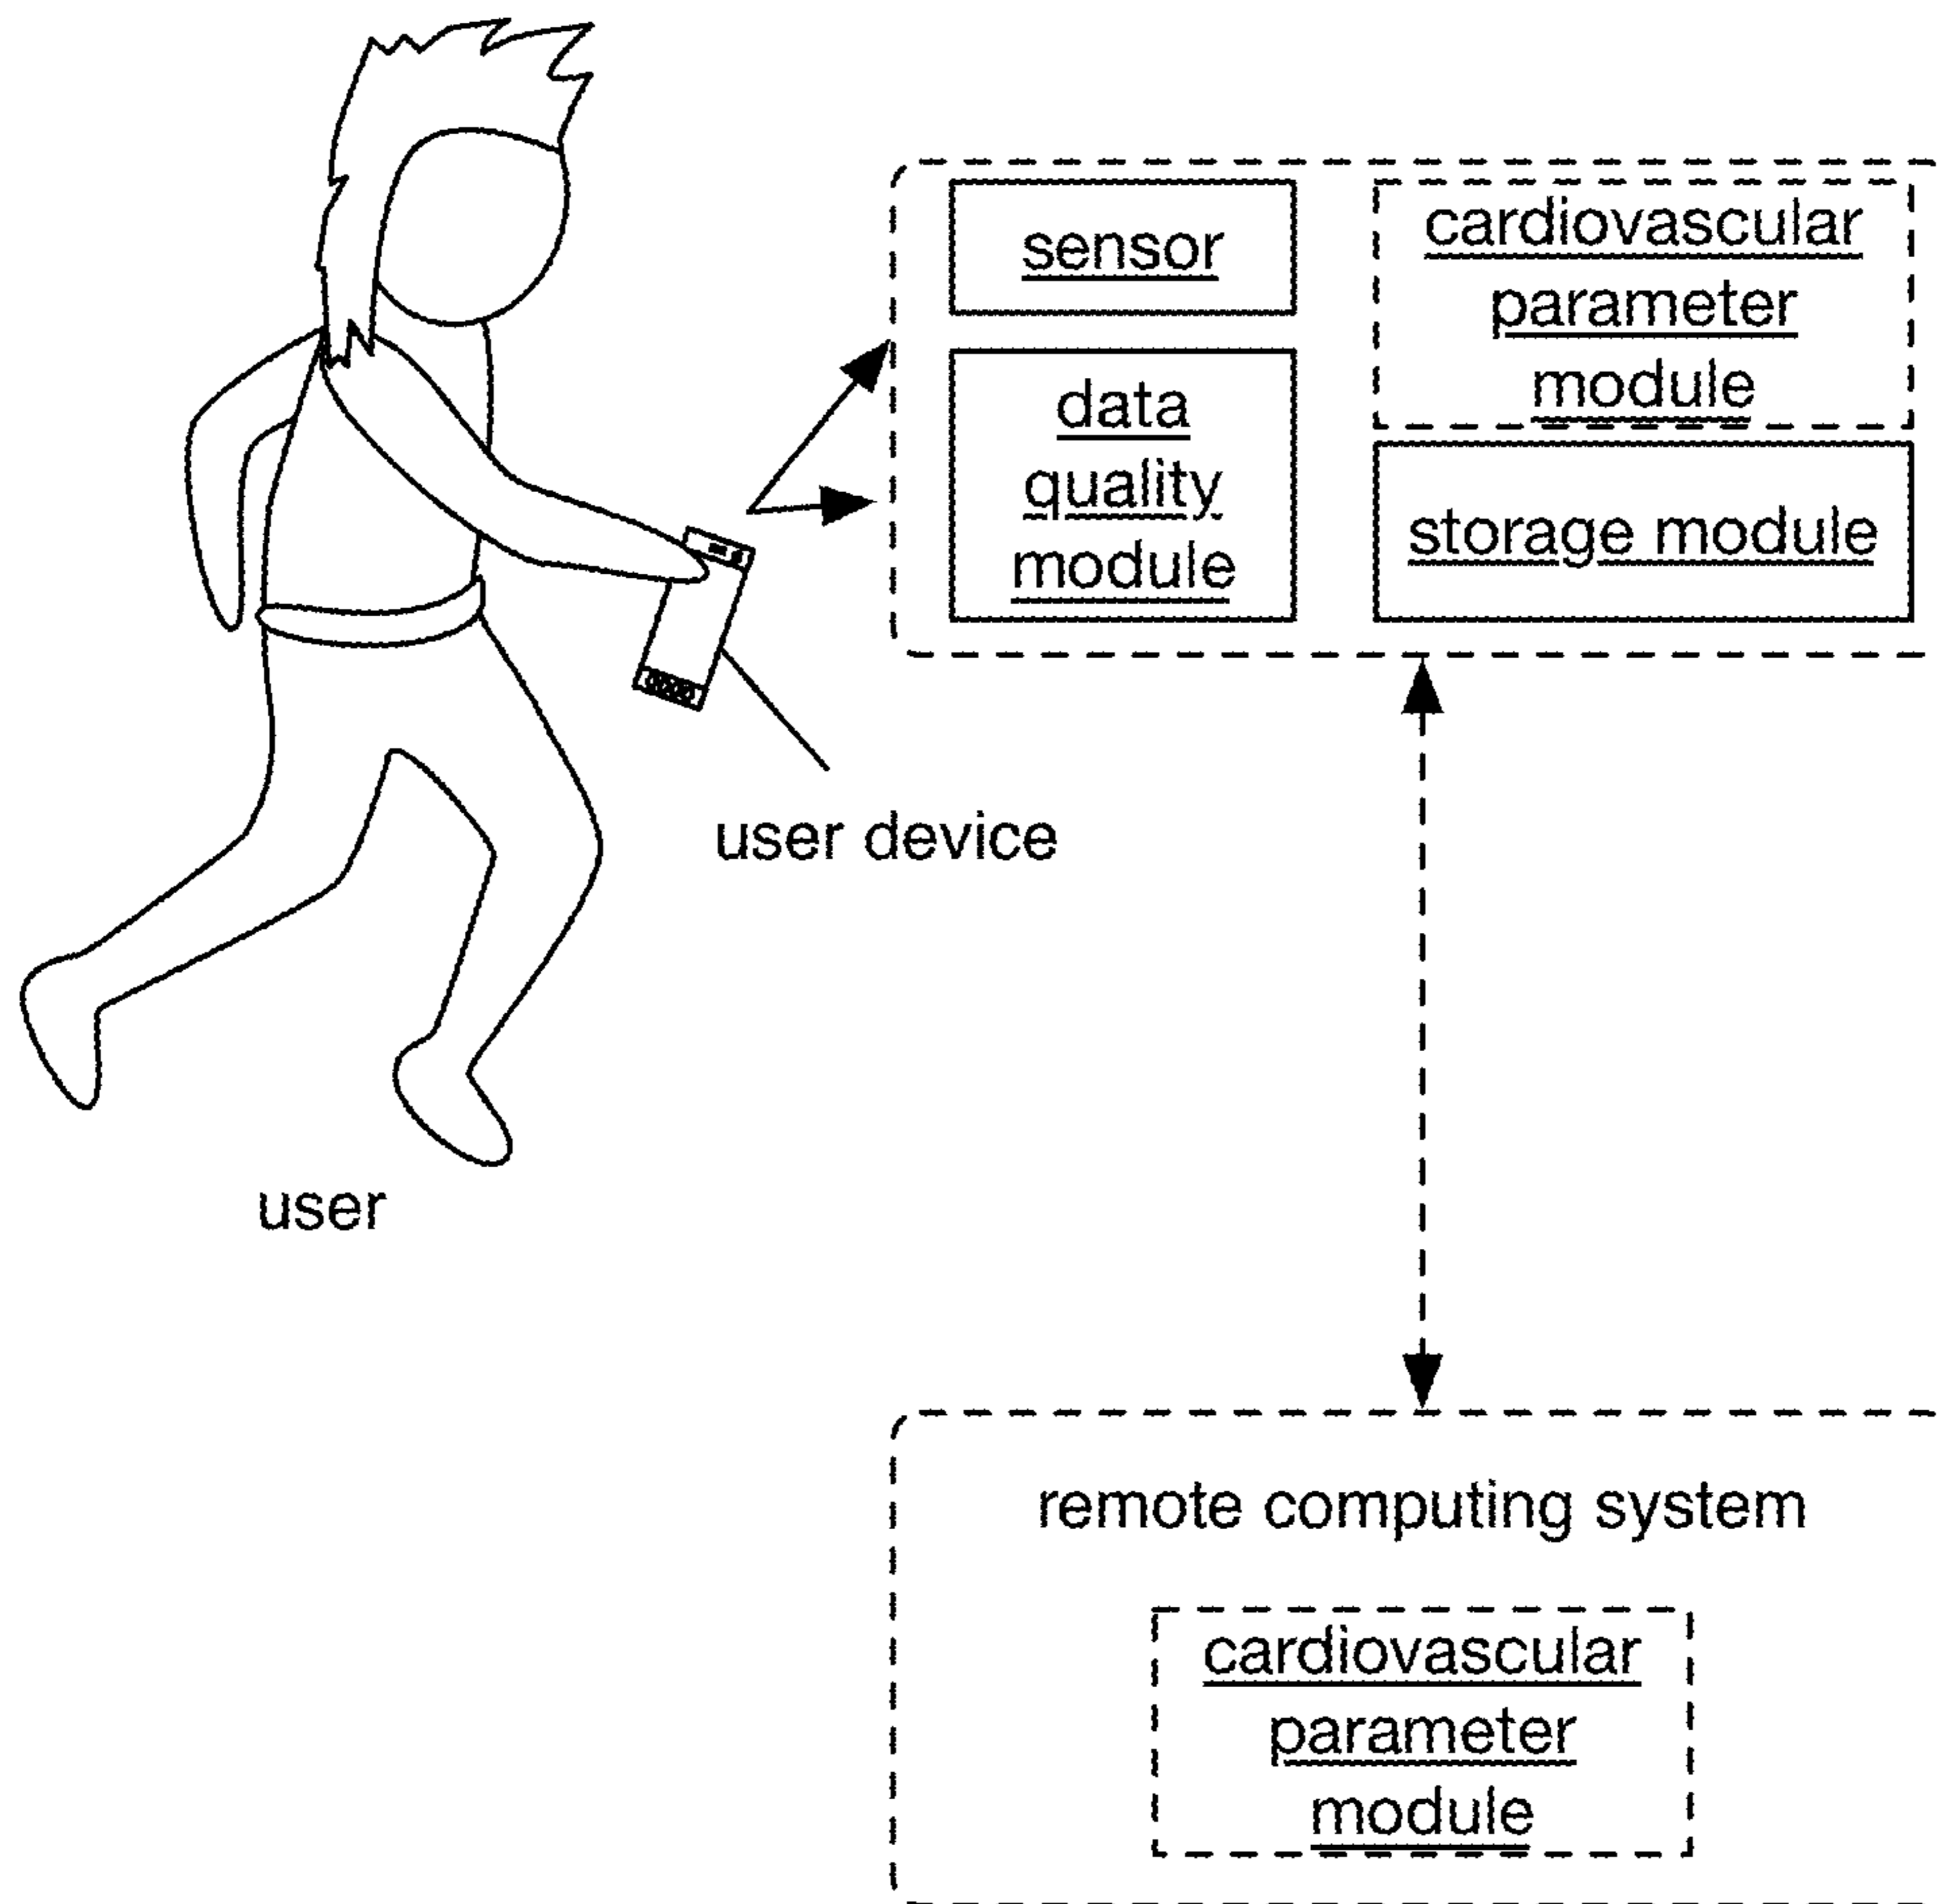 sensor
data
quality
module
cardiovascular
parameter
module
storage module
user device
user
remote computing system
cardiovascular
parameter
module